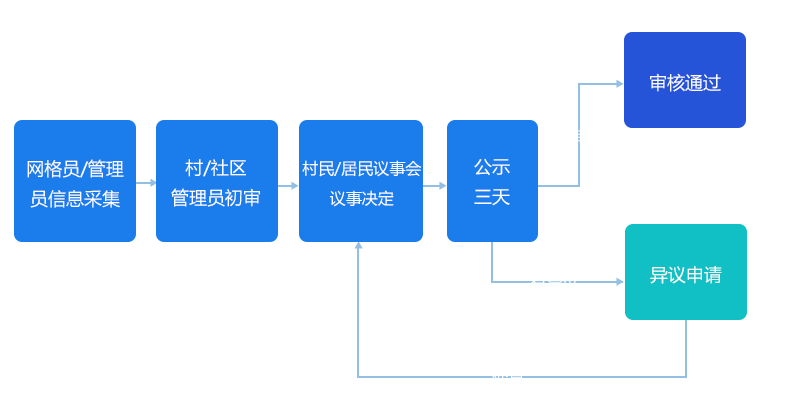 网格员/管理
员信息采集
村/社区
管理员初审
村民/居民议事会
议事决定
公示
三天
审核通过
异议申请